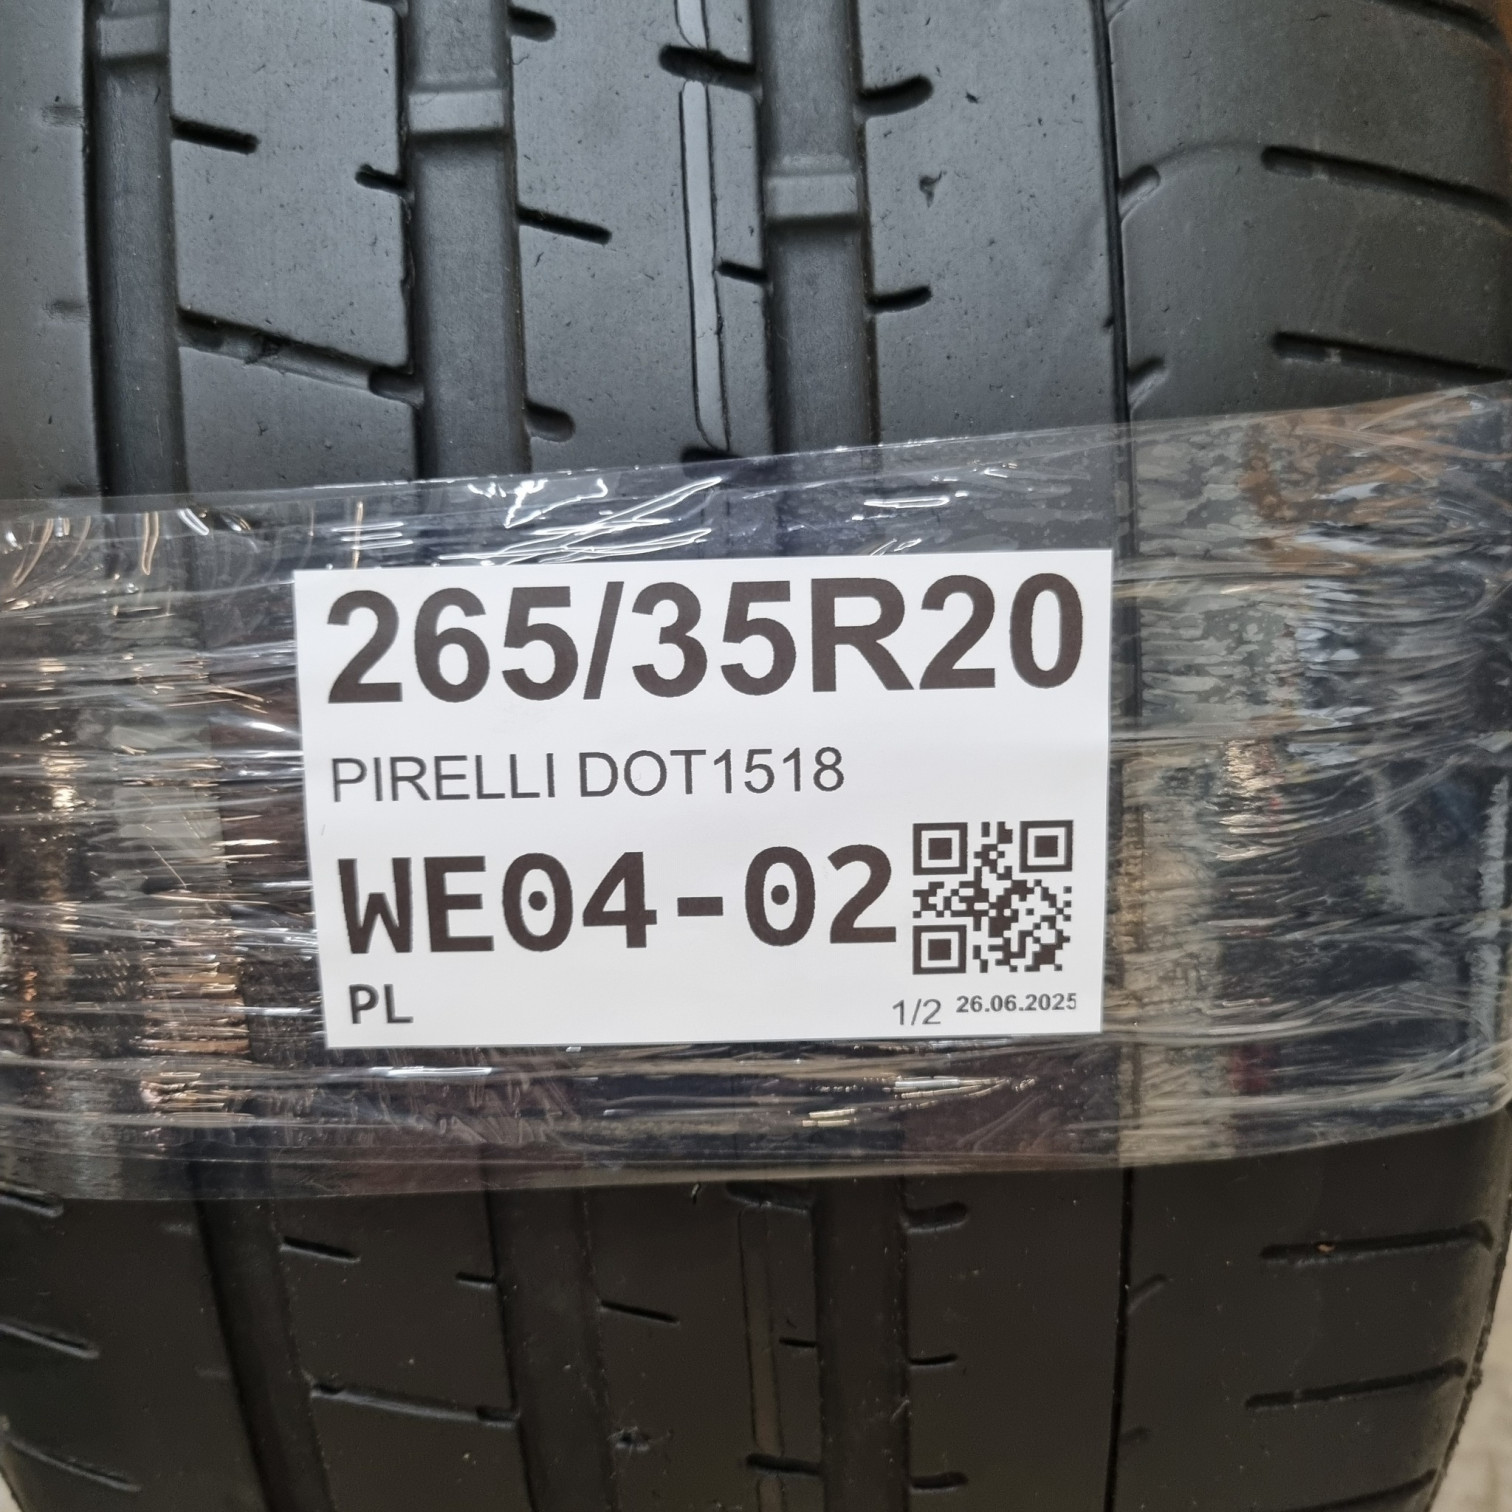 265/35R20
PIRELLI DOT1518
WE04-02
PL
1/2 26.06.2025